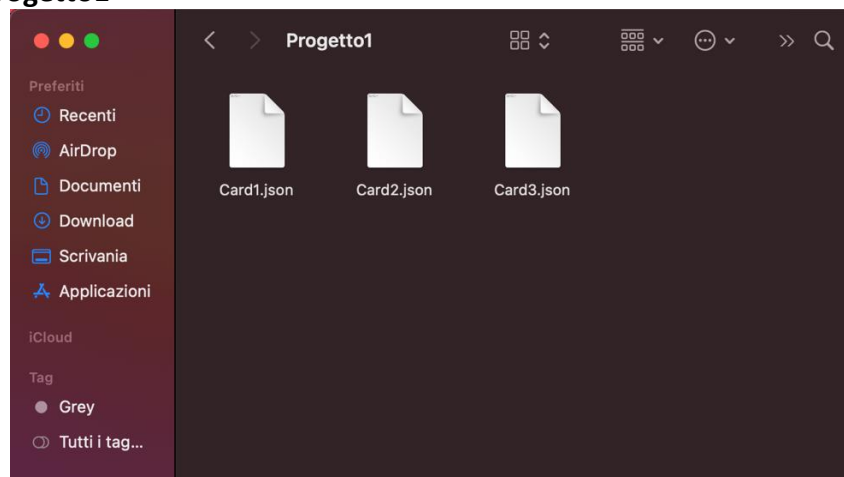 Progetto1
Preferiti
Recenti
AirDrop
Documenti
Download
Scrivania
Applicazioni
iCloud
Tag
Grey
Tutti i tag...
Card1.json
Card2.json
Card3.json